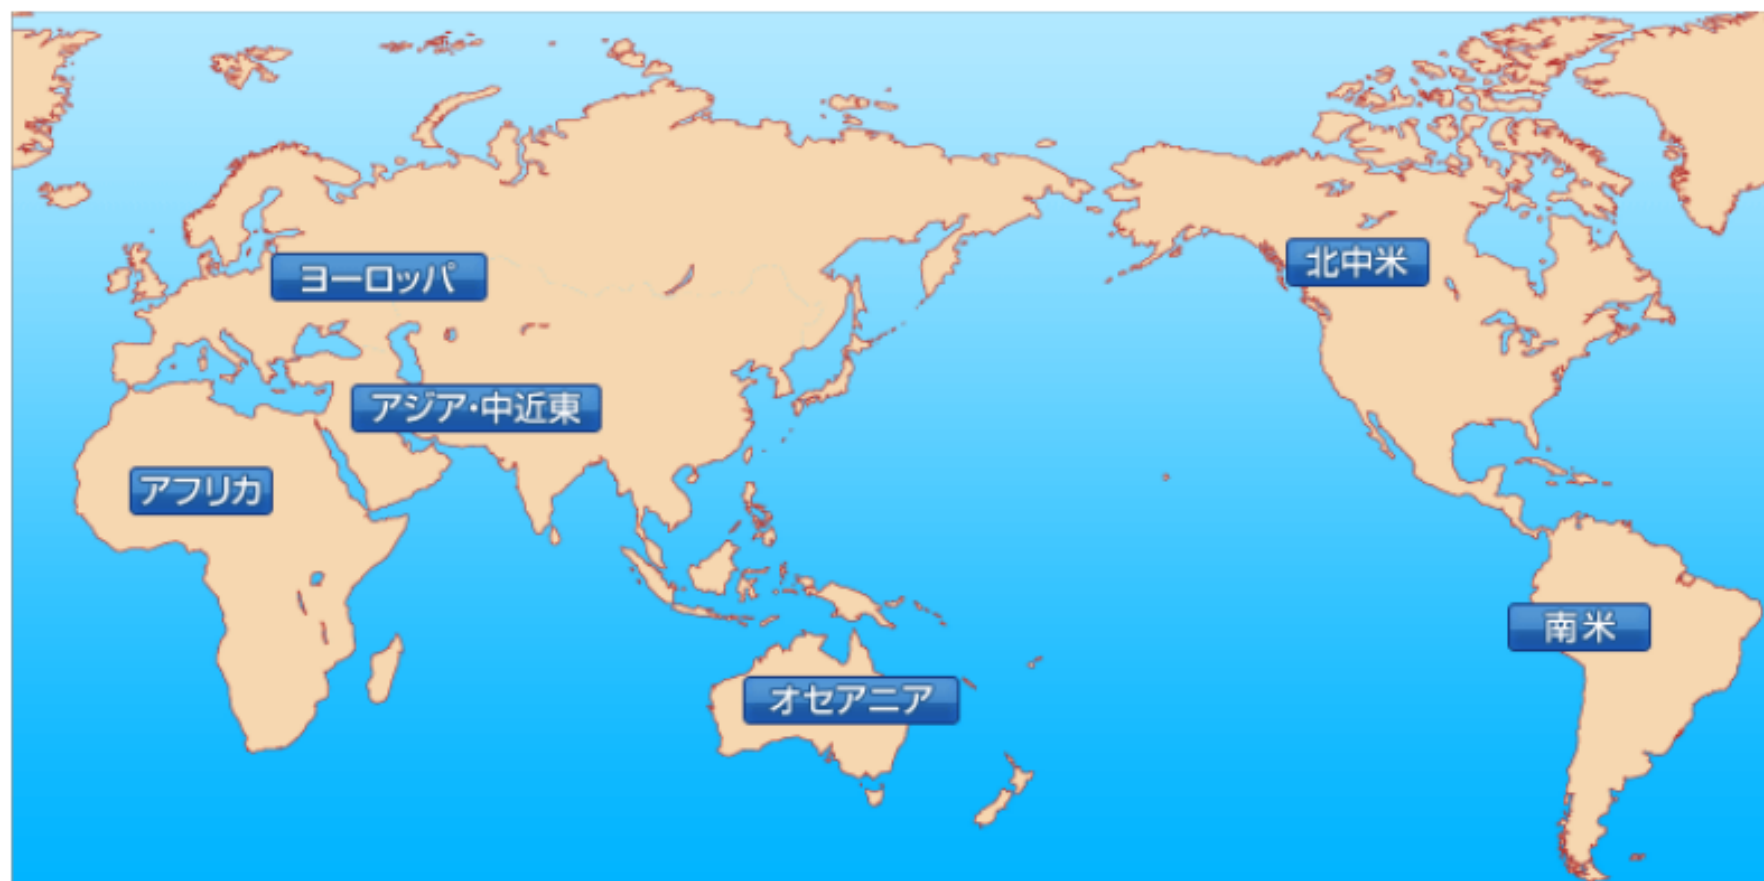 ヨーロッパ
北中米
アジア・中近東
アフリカ
南米
オセアニア